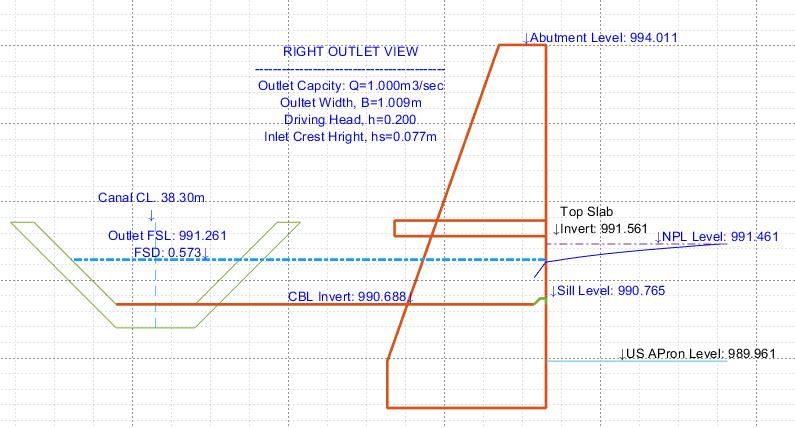 ↓Abutment Level: 994.011
RIGHT OUTLET VIEW
Outlet Capcity: Q=1.000m3/sec
Oultet Width, B=1.009m
Driving Head, h=0.200
Inlet Crest Hright, hs=0.077m
Canal CL. 38.30m
↓
Top Slab
↓Invert: 991.561
Outlet FSL: 991.261
↓NPL Level: 991.461
FSD: 0.573↓
CBL Invert: 990.688↓
↓Sill Level: 990.765
↓US APron Level: 989.961